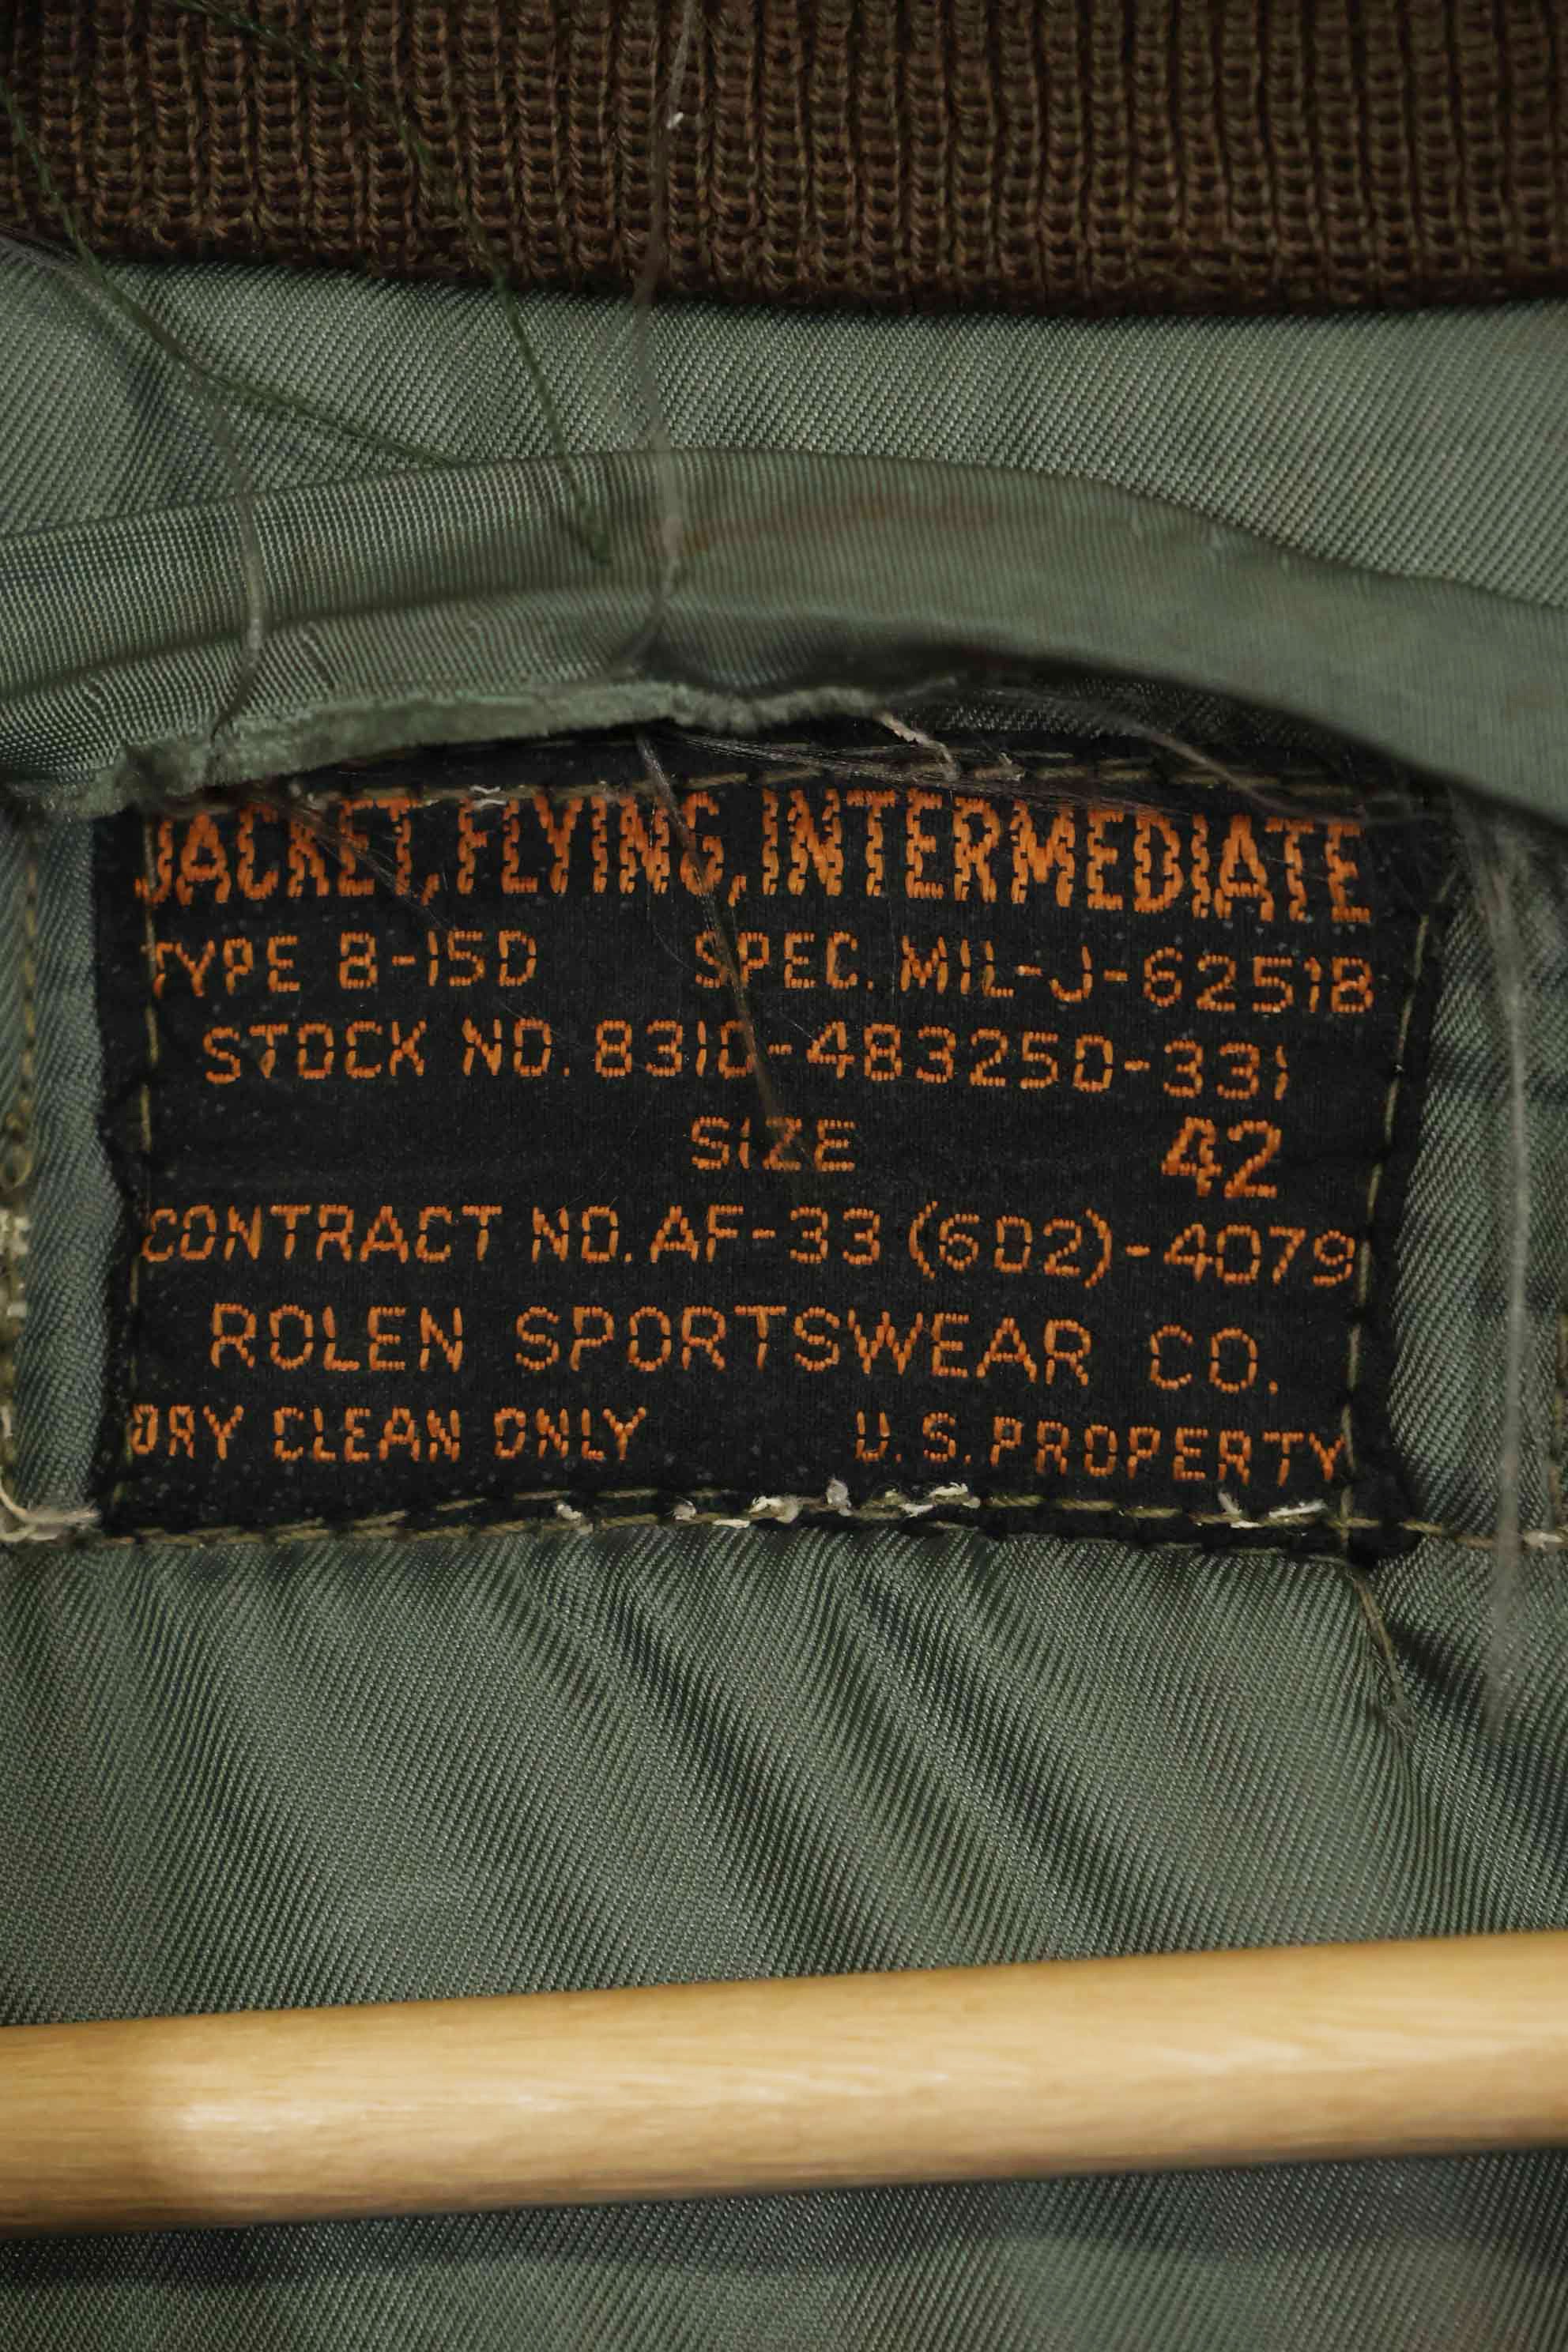 JACKET, FLYING, INTERMEDIATE
TYPE B-15D SPEC. MIL-J-6251B
STOCK NO. 8310-483250-331
SIZE 42
CONTRACT NO. AF-33(602)-4079
ROLEN SPORTSWEAR CO.
DRY CLEAN ONLY U.S. PROPERTY